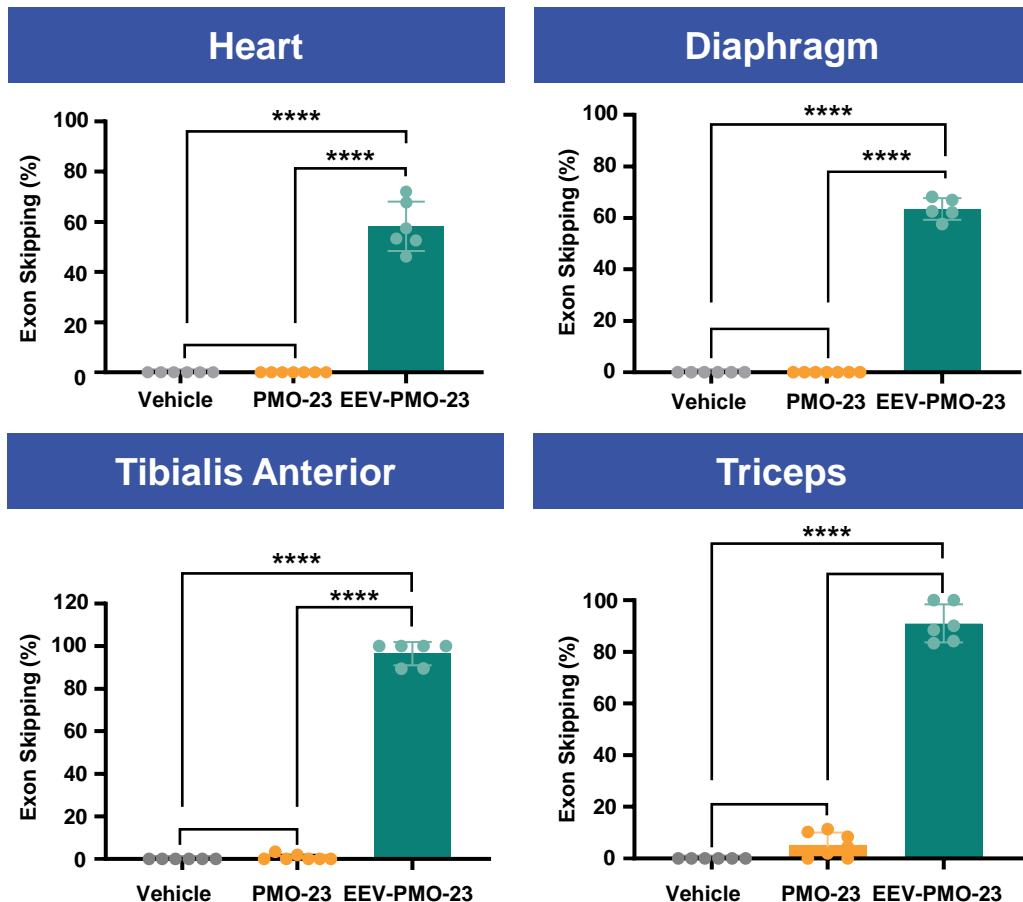 Heart
Exon Skipping (%)
100
80
60
40
20
0
****
****
Vehicle PMO-23 EEV-PMO-23
Diaphragm
Exon Skipping (%)
100
80
60
40
20
0
****
****
Vehicle PMO-23 EEV-PMO-23
Tibialis Anterior
Exon Skipping (%)
120
100
80
60
40
20
0
****
****
Vehicle PMO-23 EEV-PMO-23
Triceps
Exon Skipping (%)
100
80
60
40
20
0
****
Vehicle PMO-23 EEV-PMO-23